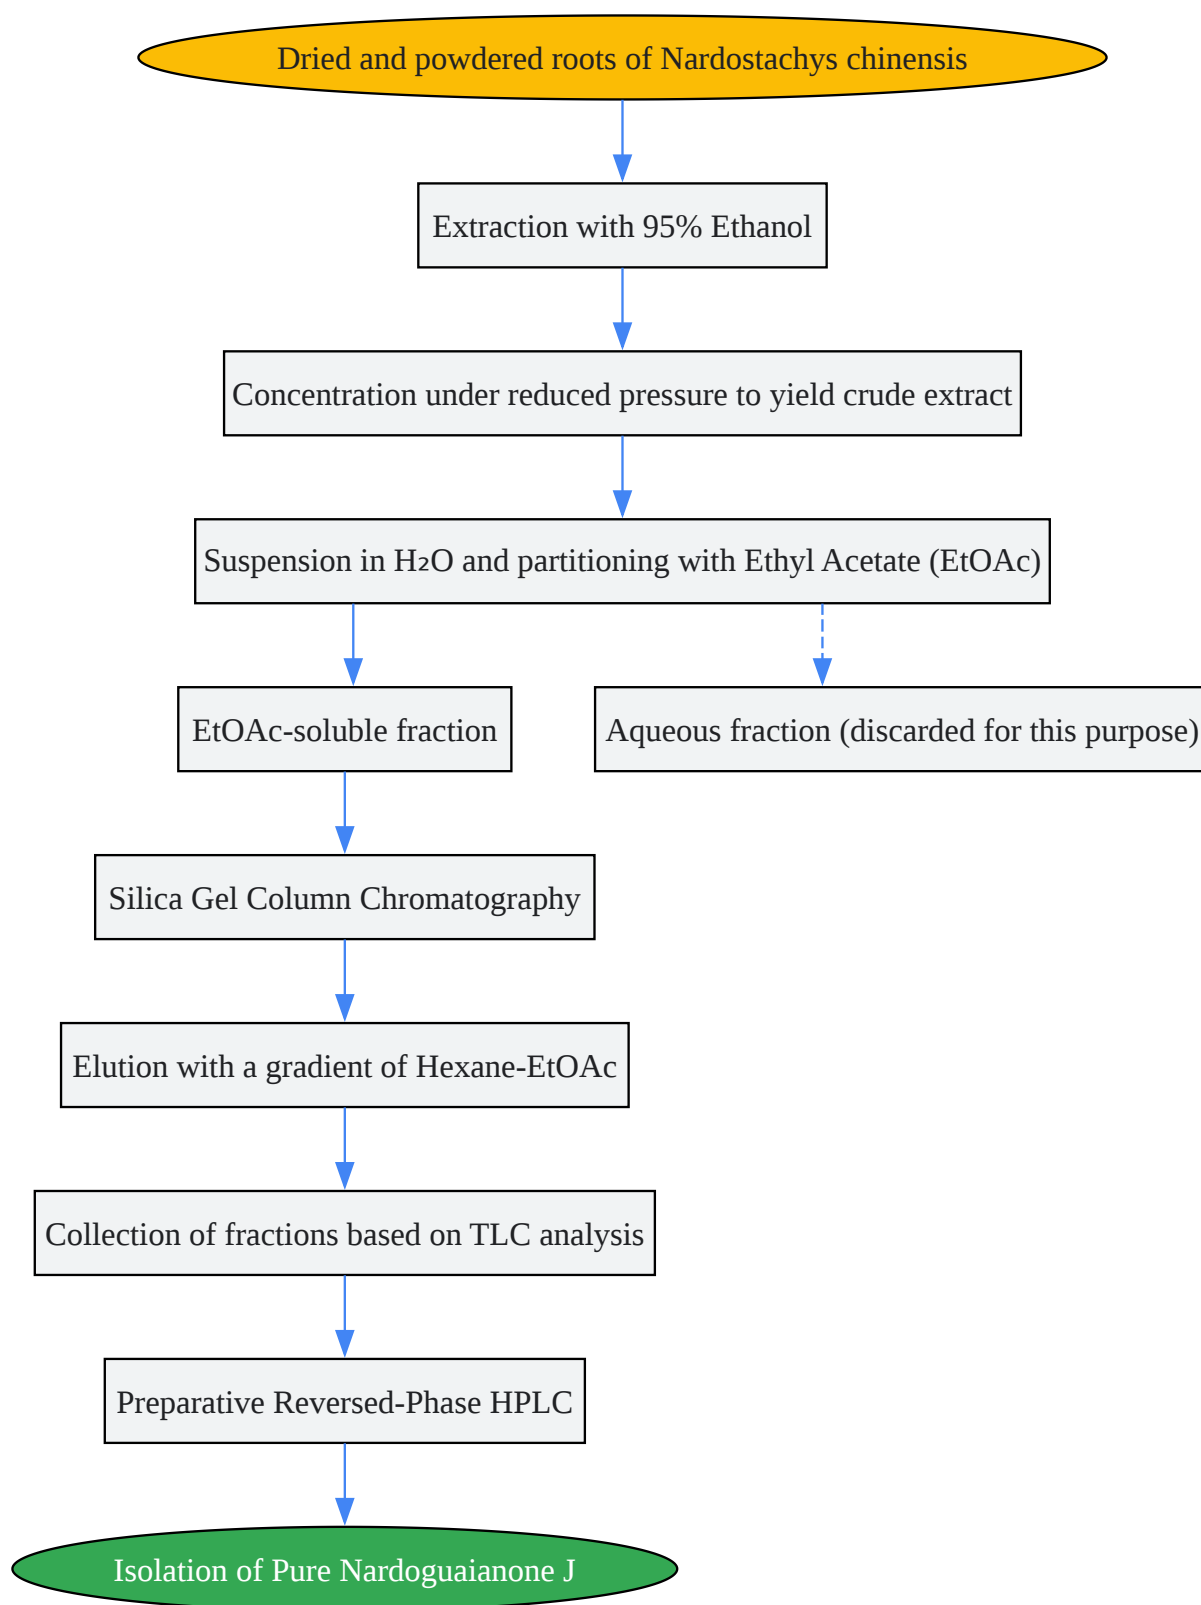 Dried and powdered roots of Nardostachys chinensis
Extraction with 95% Ethanol
Concentration under reduced pressure to yield crude extract
Suspension in H₂O and partitioning with Ethyl Acetate (EtOAc)
EtOAc-soluble fraction
Aqueous fraction (discarded for this purpose)
Silica Gel Column Chromatography
Elution with a gradient of Hexane-EtOAc
Collection of fractions based on TLC analysis
Preparative Reversed-Phase HPLC
Isolation of Pure Nardoguaianone J